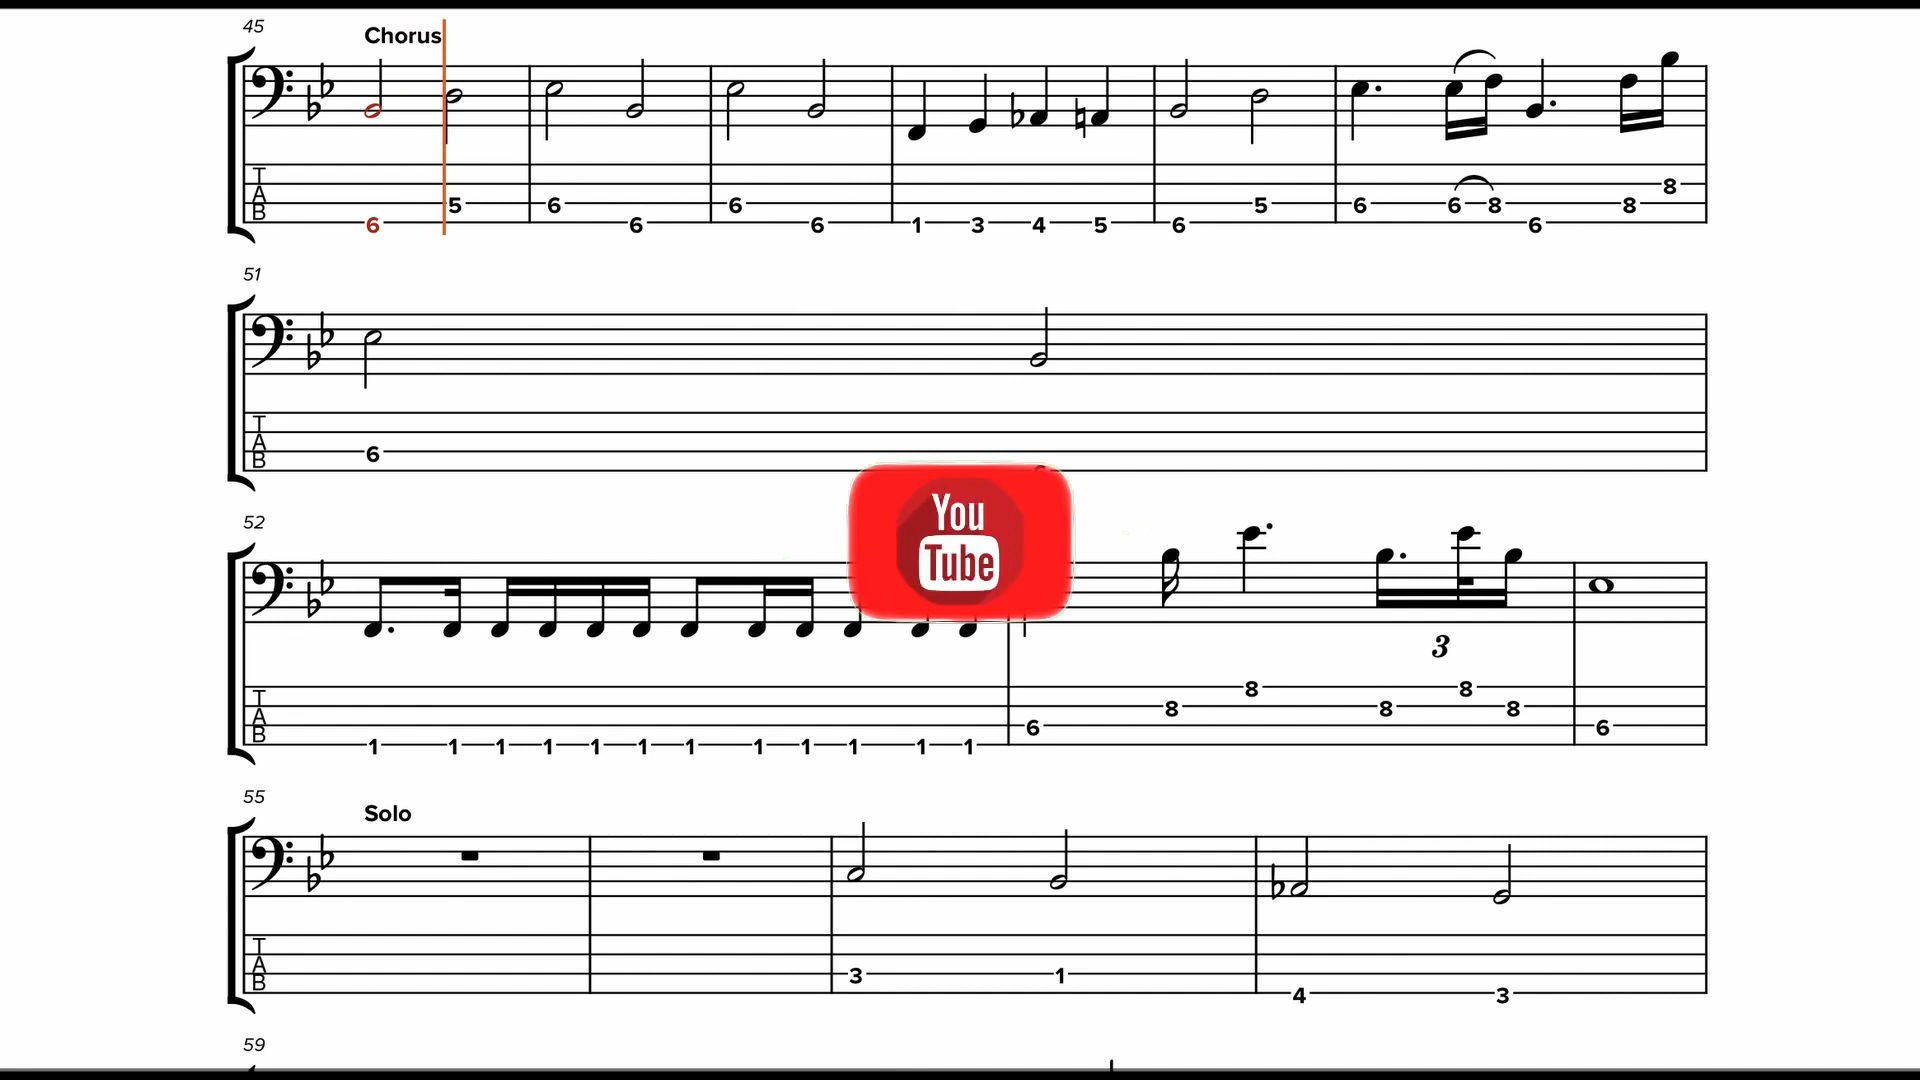 45
Chorus
T
A
B
6 5 6 6 6 6 1 3 4 5 6 5 6 6 8 6 8 8
51
T
A
B
6
You
Tube
52
3
T
A
B
1 1 1 1 1 1 1 1 1 1 1 1 6 8 8 8 8 8 6
55
Solo
T
A
B
3 1 4 3
59